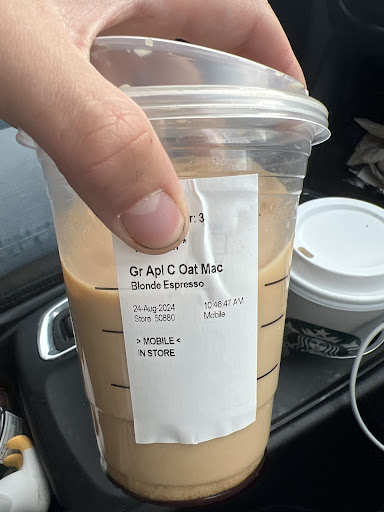 r: 3
Gr Apl C Oat Mac
Blonde Espresso
24-Aug-2024 10:46:47 AM
Store: 50880 Mobile
> MOBILE <
IN STORE